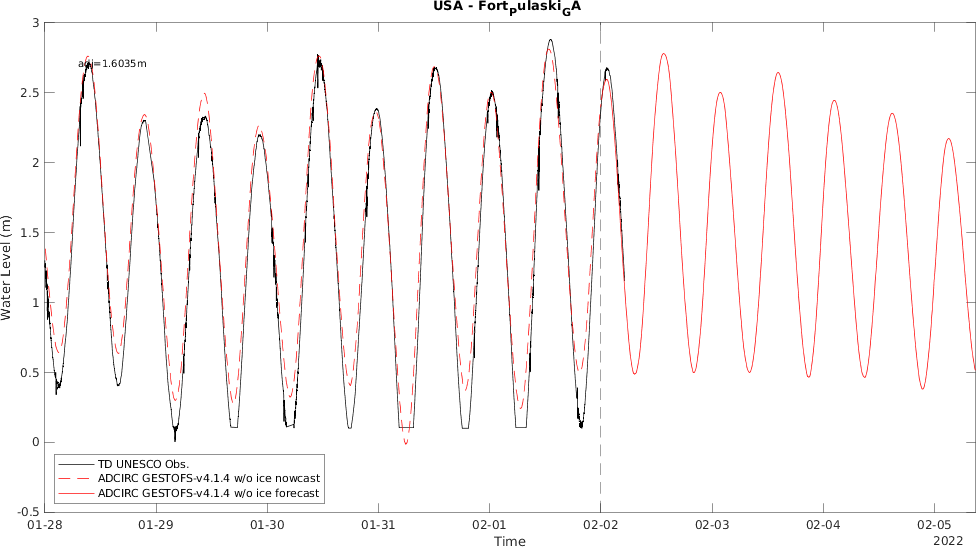 USA - FortPulaskiGA
adj=1.6035m
3
2.5
2
1.5
1
0.5
0
-0.5
Water Level (m)
TD UNESCO Obs.
ADCIRC GESTOFS-v4.1.4 w/o ice nowcast
ADCIRC GESTOFS-v4.1.4 w/o ice forecast
01-28 01-29 01-30 01-31 02-01 02-02 02-03 02-04 02-05
Time
2022